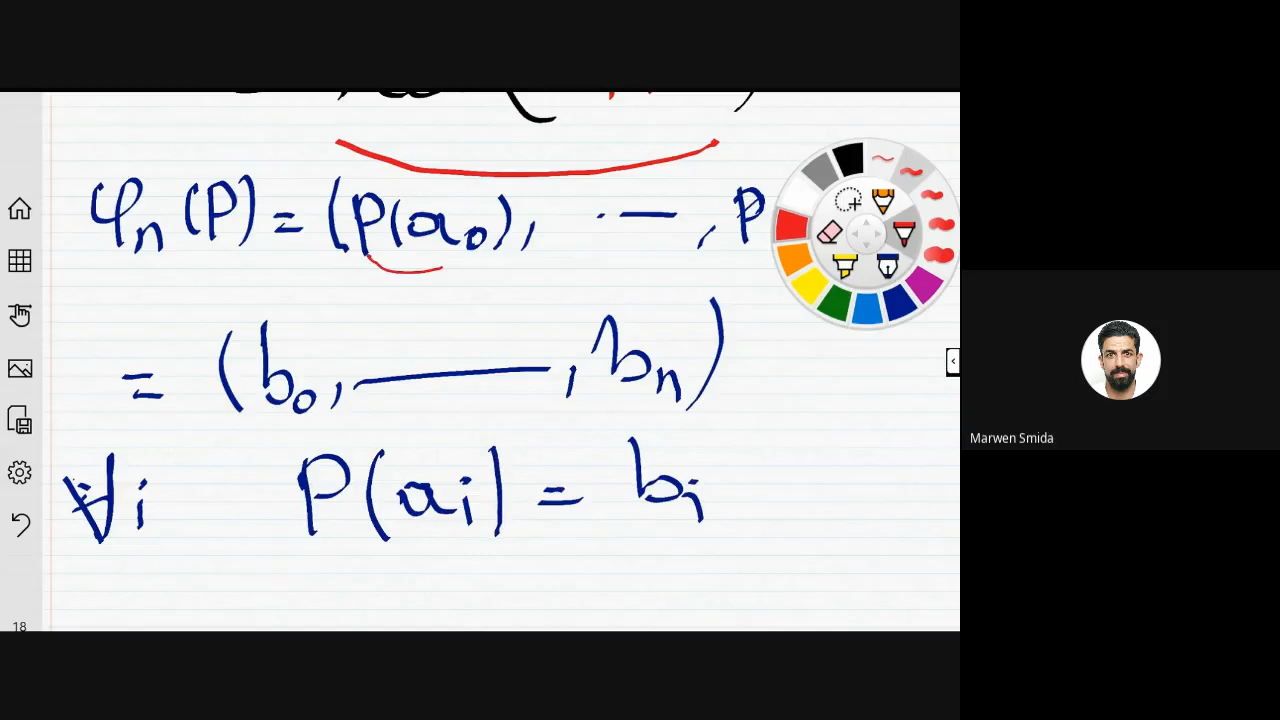 φₙ(P) = (P(a₀), ·—, P
= (b₀, ———, bₙ)
∀i P(aᵢ) = bᵢ
18
Marwen Smida